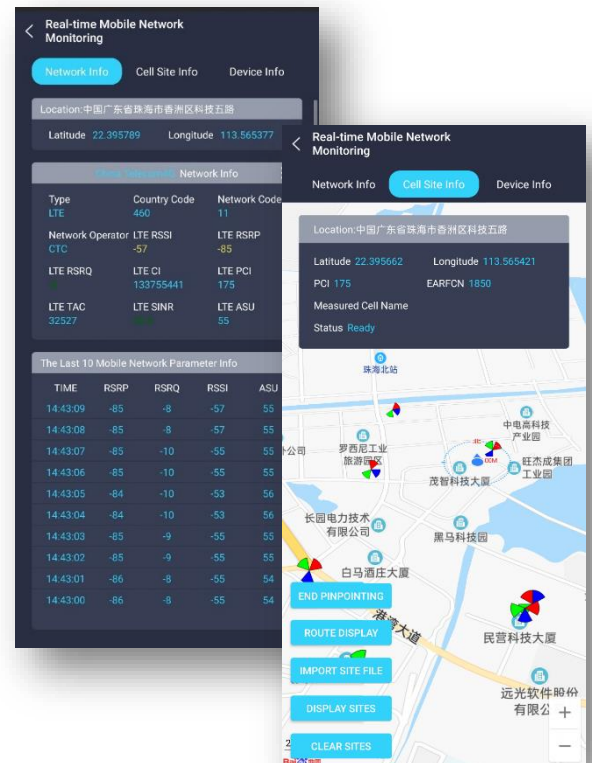 Real-time Mobile Network
Monitoring
Network Info Cell Site Info Device Info
Location:中国广东省珠海市香洲区科技五路
Latitude 22.395789 Longitude 113.565377
Network Info
Type Country Code Network Code
LTE 460 11
Network Operator LTE RSSI LTE RSRP
CTC -57 -85
LTE RSRQ LTE CI LTE PCI
133755441 175
LTE TAC LTE SINR LTE ASU
32527 55
The Last 10 Mobile Network Parameter Info
TIME RSRP RSRQ RSSI ASU
14:43:09 -85 -8 -57 55
14:43:08 -85 -8 -57 55
14:43:07 -85 -10 -55 55
14:43:06 -85 -10 -55 55
14:43:05 -84 -10 -53 56
14:43:04 -84 -10 -53 56
14:43:03 -85 -9 -55 55
14:43:02 -85 -9 -55 55
14:43:01 -86 -8 -55 54
14:43:00 -86 -8 -55 54
Real-time Mobile Network
Monitoring
Network Info Cell Site Info Device Info
Location:中国广东省珠海市香洲区科技五路
Latitude 22.395662 Longitude 113.565421
PCI 175 EARFCN 1850
Measured Cell Name
Status Ready
珠海北站
中电高科技
产业园
北
公司
罗西尼工业
旅游园区
旺杰成集团
工业园
茂智科技大厦
长园电力技术
有限公司
黑马科技园
白马酒庄大厦
END PINPOINTING
港湾大道
ROUTE DISPLAY
民营科技大厦
IMPORT SITE FILE
远光软件股份
有限公
DISPLAY SITES
+
CLEAR SITES
−